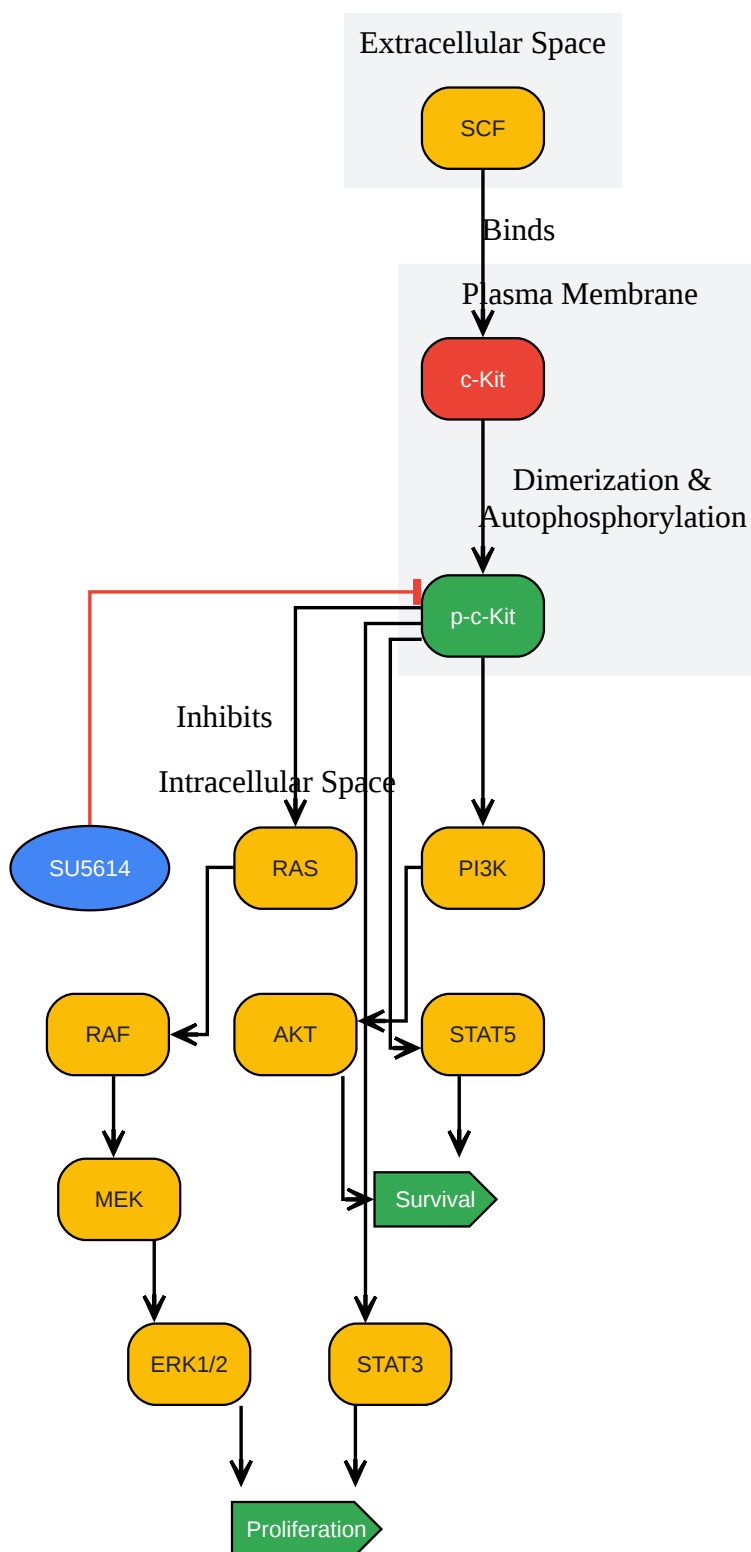 Extracellular Space
SCF
Binds
Plasma Membrane
c-Kit
Dimerization &
Autophosphorylation
p-c-Kit
Inhibits
Intracellular Space
SU5614
RAS
PI3K
RAF
AKT
STAT5
MEK
Survival
ERK1/2
STAT3
Proliferation